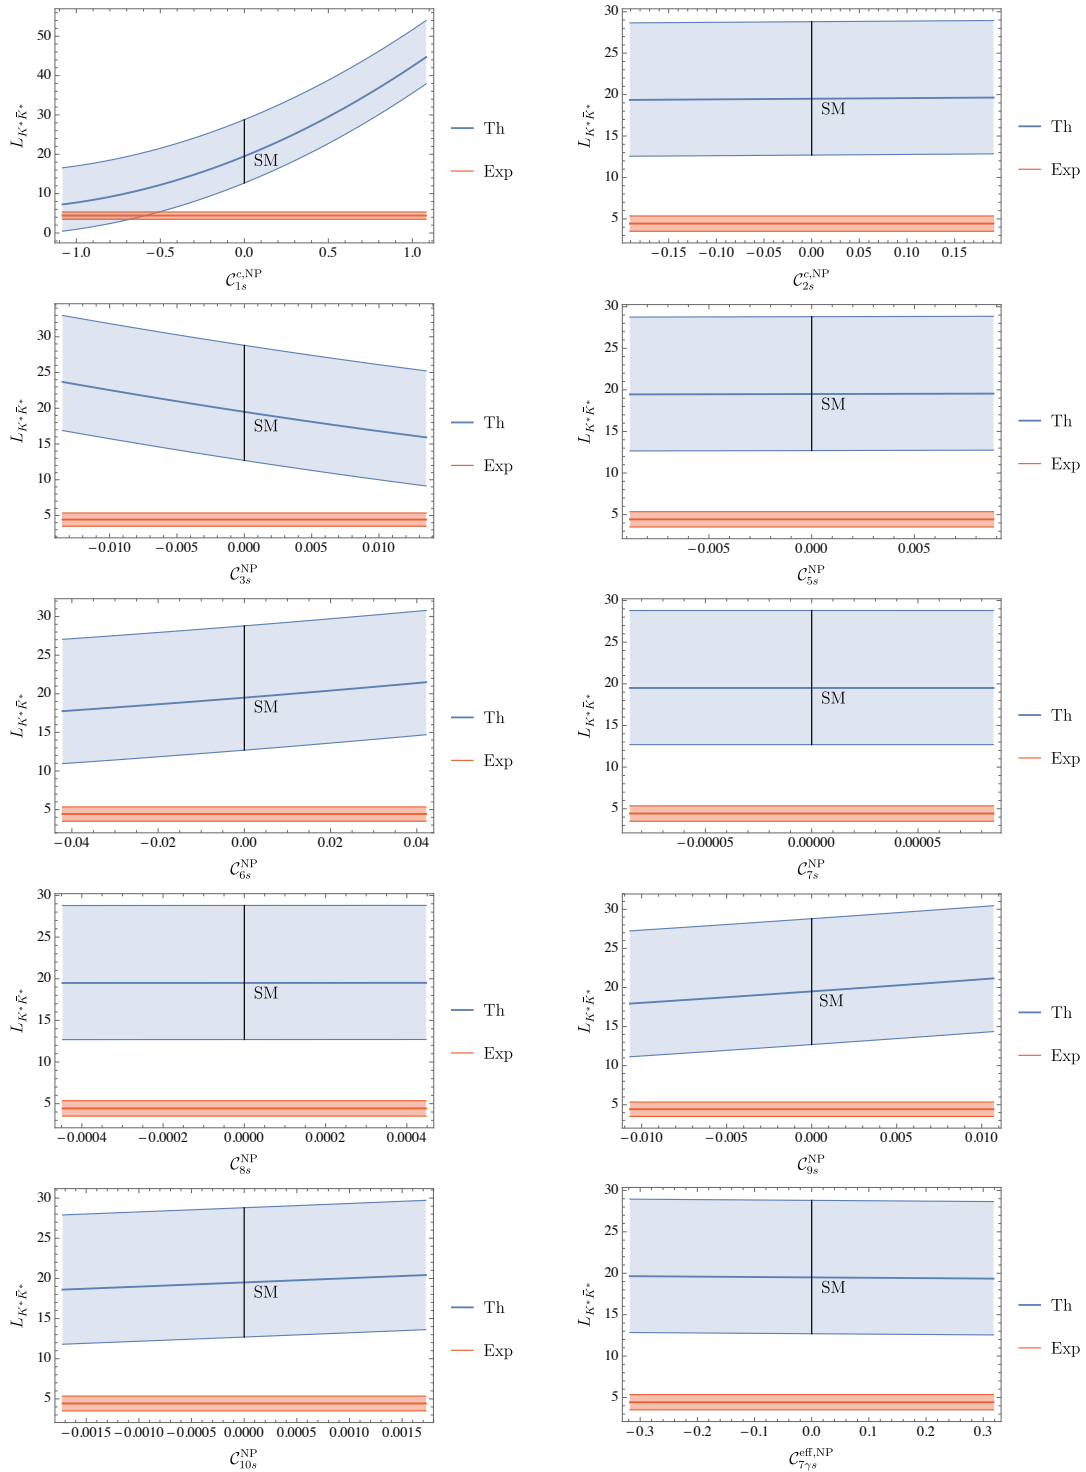 L_{K*K̄*}
50
40
30
20
10
0
SM
−1.0
−0.5
0.0
0.5
1.0
𝒞_{1s}^{c,NP}
Th
Exp
L_{K*K̄*}
30
25
20
15
10
5
SM
−0.15
−0.10
−0.05
0.00
0.05
0.10
0.15
𝒞_{2s}^{c,NP}
Th
Exp
L_{K*K̄*}
30
25
20
15
10
5
SM
−0.010
−0.005
0.000
0.005
0.010
𝒞_{3s}^{NP}
Th
Exp
L_{K*K̄*}
30
25
20
15
10
5
SM
−0.005
0.000
0.005
𝒞_{5s}^{NP}
Th
Exp
L_{K*K̄*}
30
25
20
15
10
5
SM
−0.04
−0.02
0.00
0.02
0.04
𝒞_{6s}^{NP}
Th
Exp
L_{K*K̄*}
30
25
20
15
10
5
SM
−0.00005
0.00000
0.00005
𝒞_{7s}^{NP}
Th
Exp
L_{K*K̄*}
30
25
20
15
10
5
SM
−0.0004
−0.0002
0.0000
0.0002
0.0004
𝒞_{8s}^{NP}
Th
Exp
L_{K*K̄*}
30
25
20
15
10
5
SM
−0.010
−0.005
0.000
0.005
0.010
𝒞_{9s}^{NP}
Th
Exp
L_{K*K̄*}
30
25
20
15
10
5
SM
−0.0015
−0.0010
−0.0005
0.0000
0.0005
0.0010
0.0015
𝒞_{10s}^{NP}
Th
Exp
L_{K*K̄*}
30
25
20
15
10
5
SM
−0.3
−0.2
−0.1
0.0
0.1
0.2
0.3
𝒞_{7γs}^{eff,NP}
Th
Exp